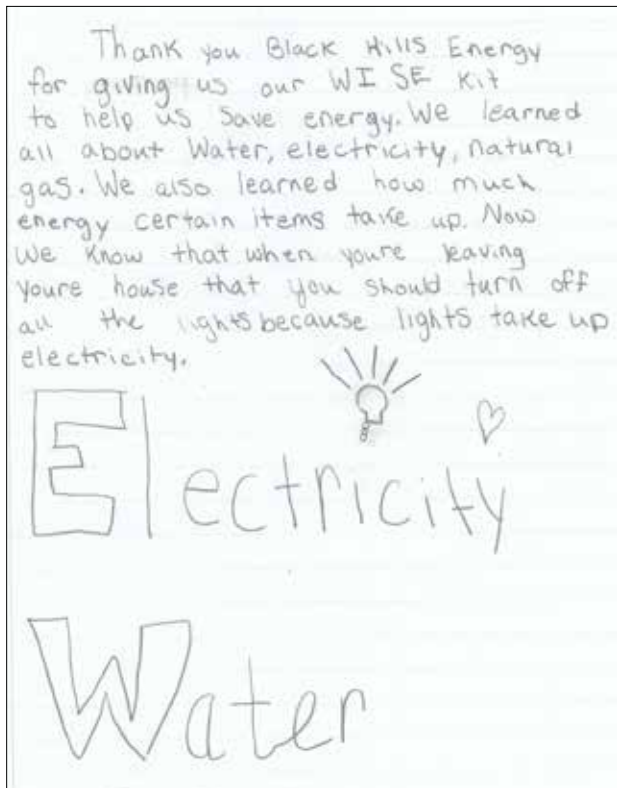 Thank you Black Hills Energy
for giving us our WISE Kit
to help us save energy. We learned
all about Water, electricity, natural
gas. We also learned how much
energy certain items take up. Now
We know that when youre leaving
youre house that you should turn off
all the lights because lights take up
electricity.
Electricity
Water